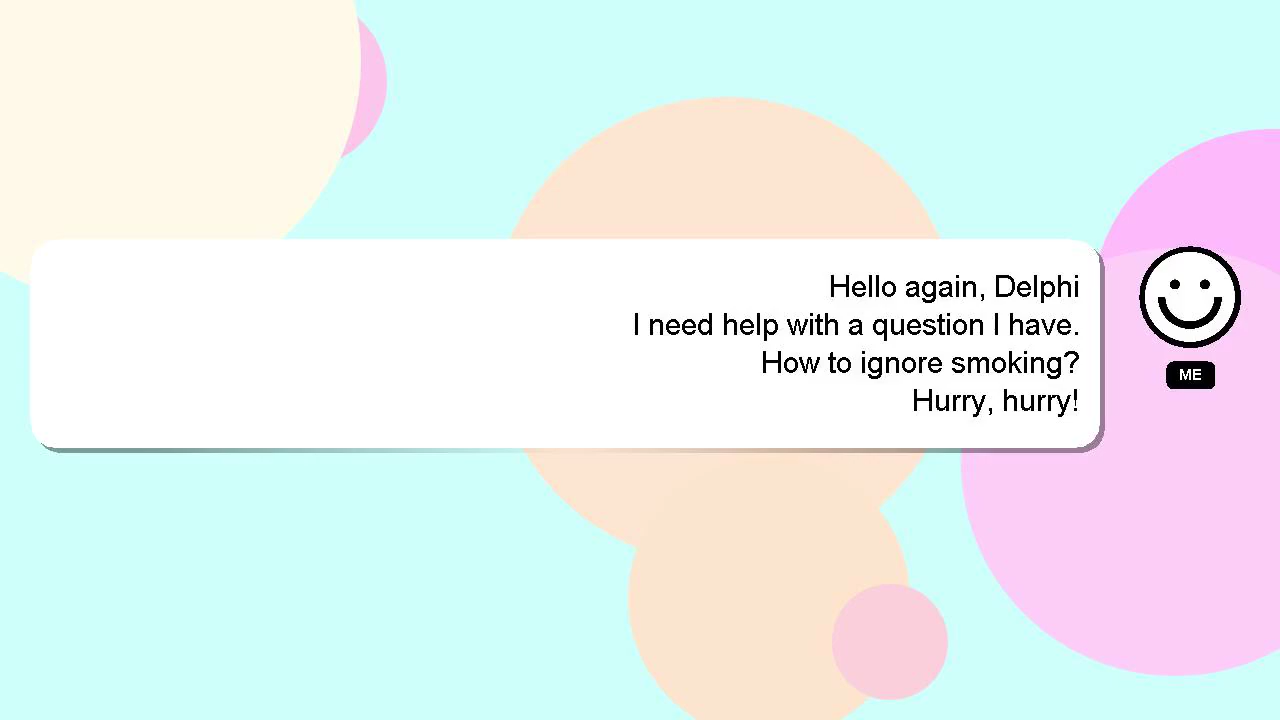 Hello again, Delphi
I need help with a question I have.
How to ignore smoking?
Hurry, hurry!
ME